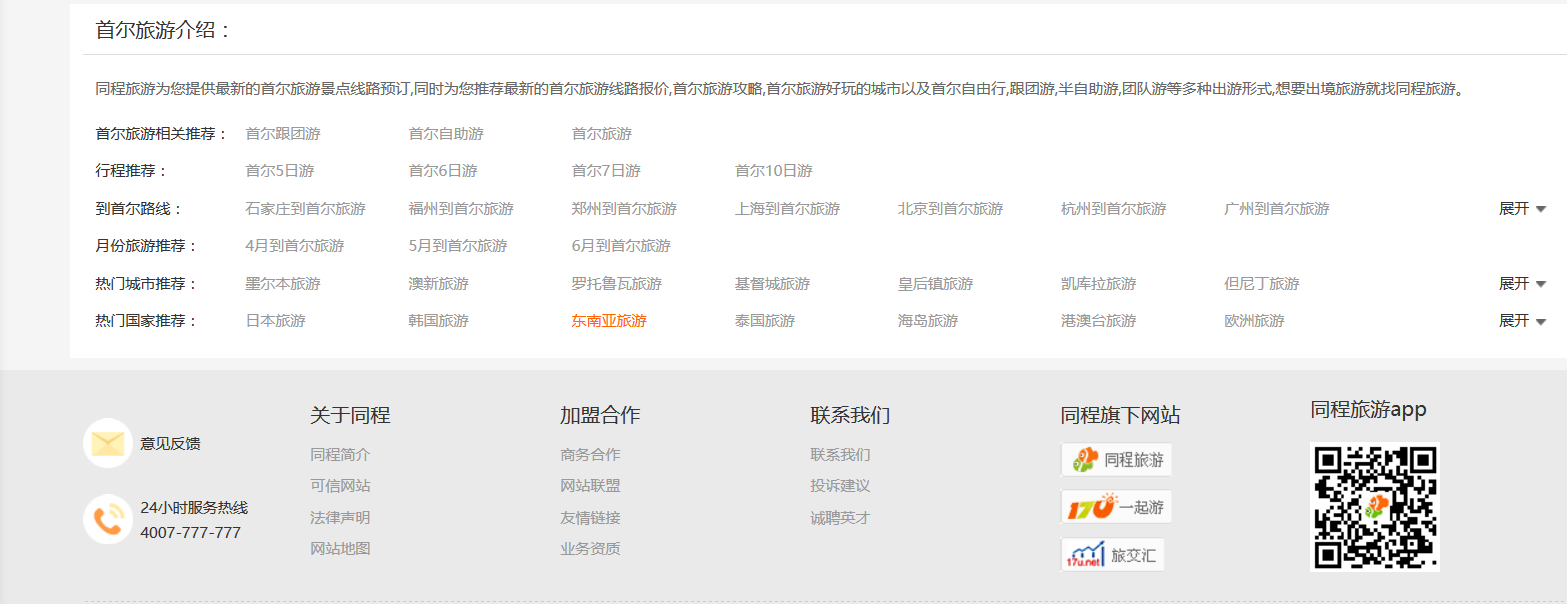 首尔旅游介绍：
同程旅游为您提供最新的首尔旅游景点线路预订,同时为您推荐最新的首尔旅游线路报价,首尔旅游攻略,首尔旅游好玩的城市以及首尔自由行,跟团游,半自助游,团队游等多种出游形式,想要出境旅游就找同程旅游。
首尔旅游相关推荐： 首尔跟团游 首尔自助游 首尔旅游
行程推荐： 首尔5日游 首尔6日游 首尔7日游 首尔10日游
到首尔路线： 石家庄到首尔旅游 福州到首尔旅游 郑州到首尔旅游 上海到首尔旅游 北京到首尔旅游 杭州到首尔旅游 广州到首尔旅游 展开
月份旅游推荐： 4月到首尔旅游 5月到首尔旅游 6月到首尔旅游
热门城市推荐： 墨尔本旅游 澳新旅游 罗托鲁瓦旅游 基督城旅游 皇后镇旅游 凯库拉旅游 但尼丁旅游 展开
热门国家推荐： 日本旅游 韩国旅游 东南亚旅游 泰国旅游 海岛旅游 港澳台旅游 欧洲旅游 展开
意见反馈
24小时服务热线
4007-777-777
关于同程
同程简介
可信网站
法律声明
网站地图
加盟合作
商务合作
网站联盟
友情链接
业务资质
联系我们
联系我们
投诉建议
诚聘英才
同程旗下网站
同程旅游
17U 一起游
17u.net 旅交汇
同程旅游app